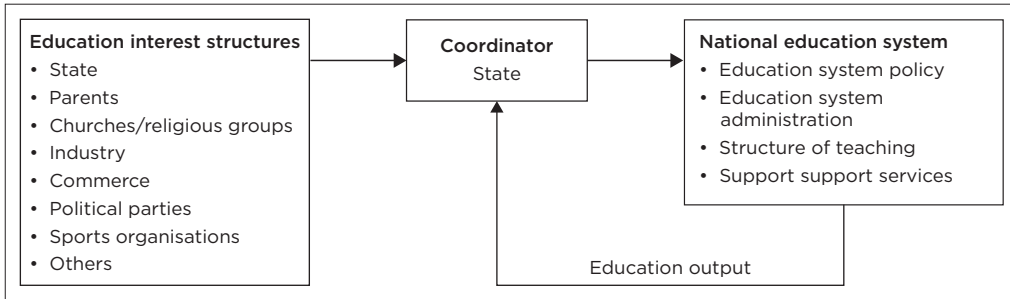 Education interest structures
• State
• Parents
• Churches/religious groups
• Industry
• Commerce
• Political parties
• Sports organisations
• Others
Coordinator
State
National education system
• Education system policy
• Education system
administration
• Structure of teaching
• Support support services
Education output